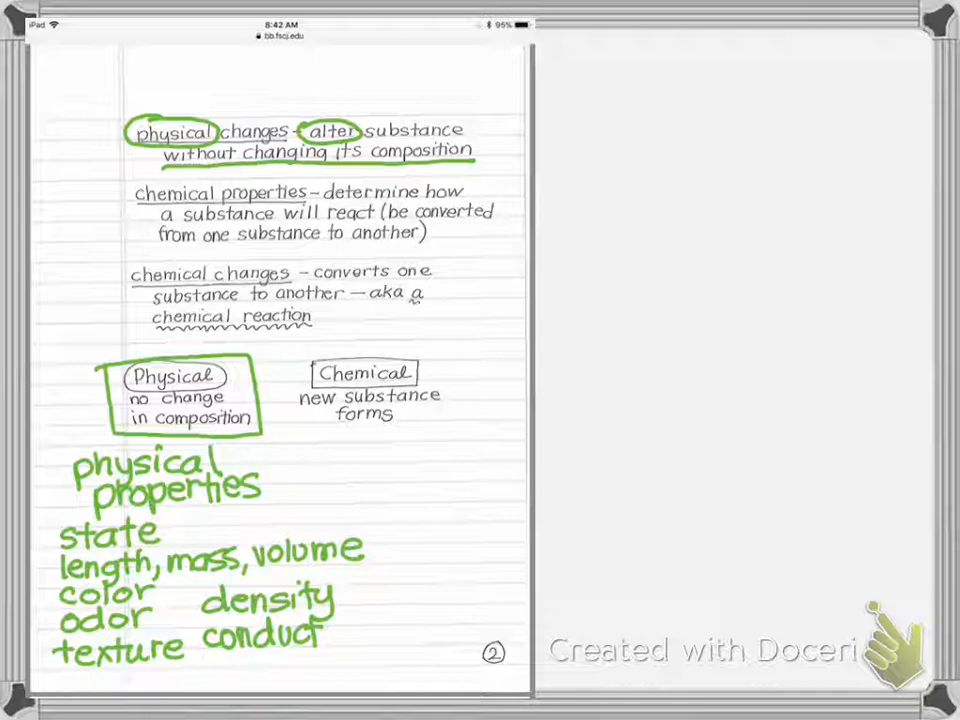 iPad
8:42 AM
95%
bb.fscj.edu
physical changes - alter substance
without changing its composition
chemical properties - determine how
a substance will react (be converted
from one substance to another)
chemical changes - converts one
substance to another - aka a
chemical reaction
Physical
no change
in composition
Chemical
new substance
forms
physical
properties
state
length, mass, volume
color
odor
texture
density
conduct
2
Created with Doceri